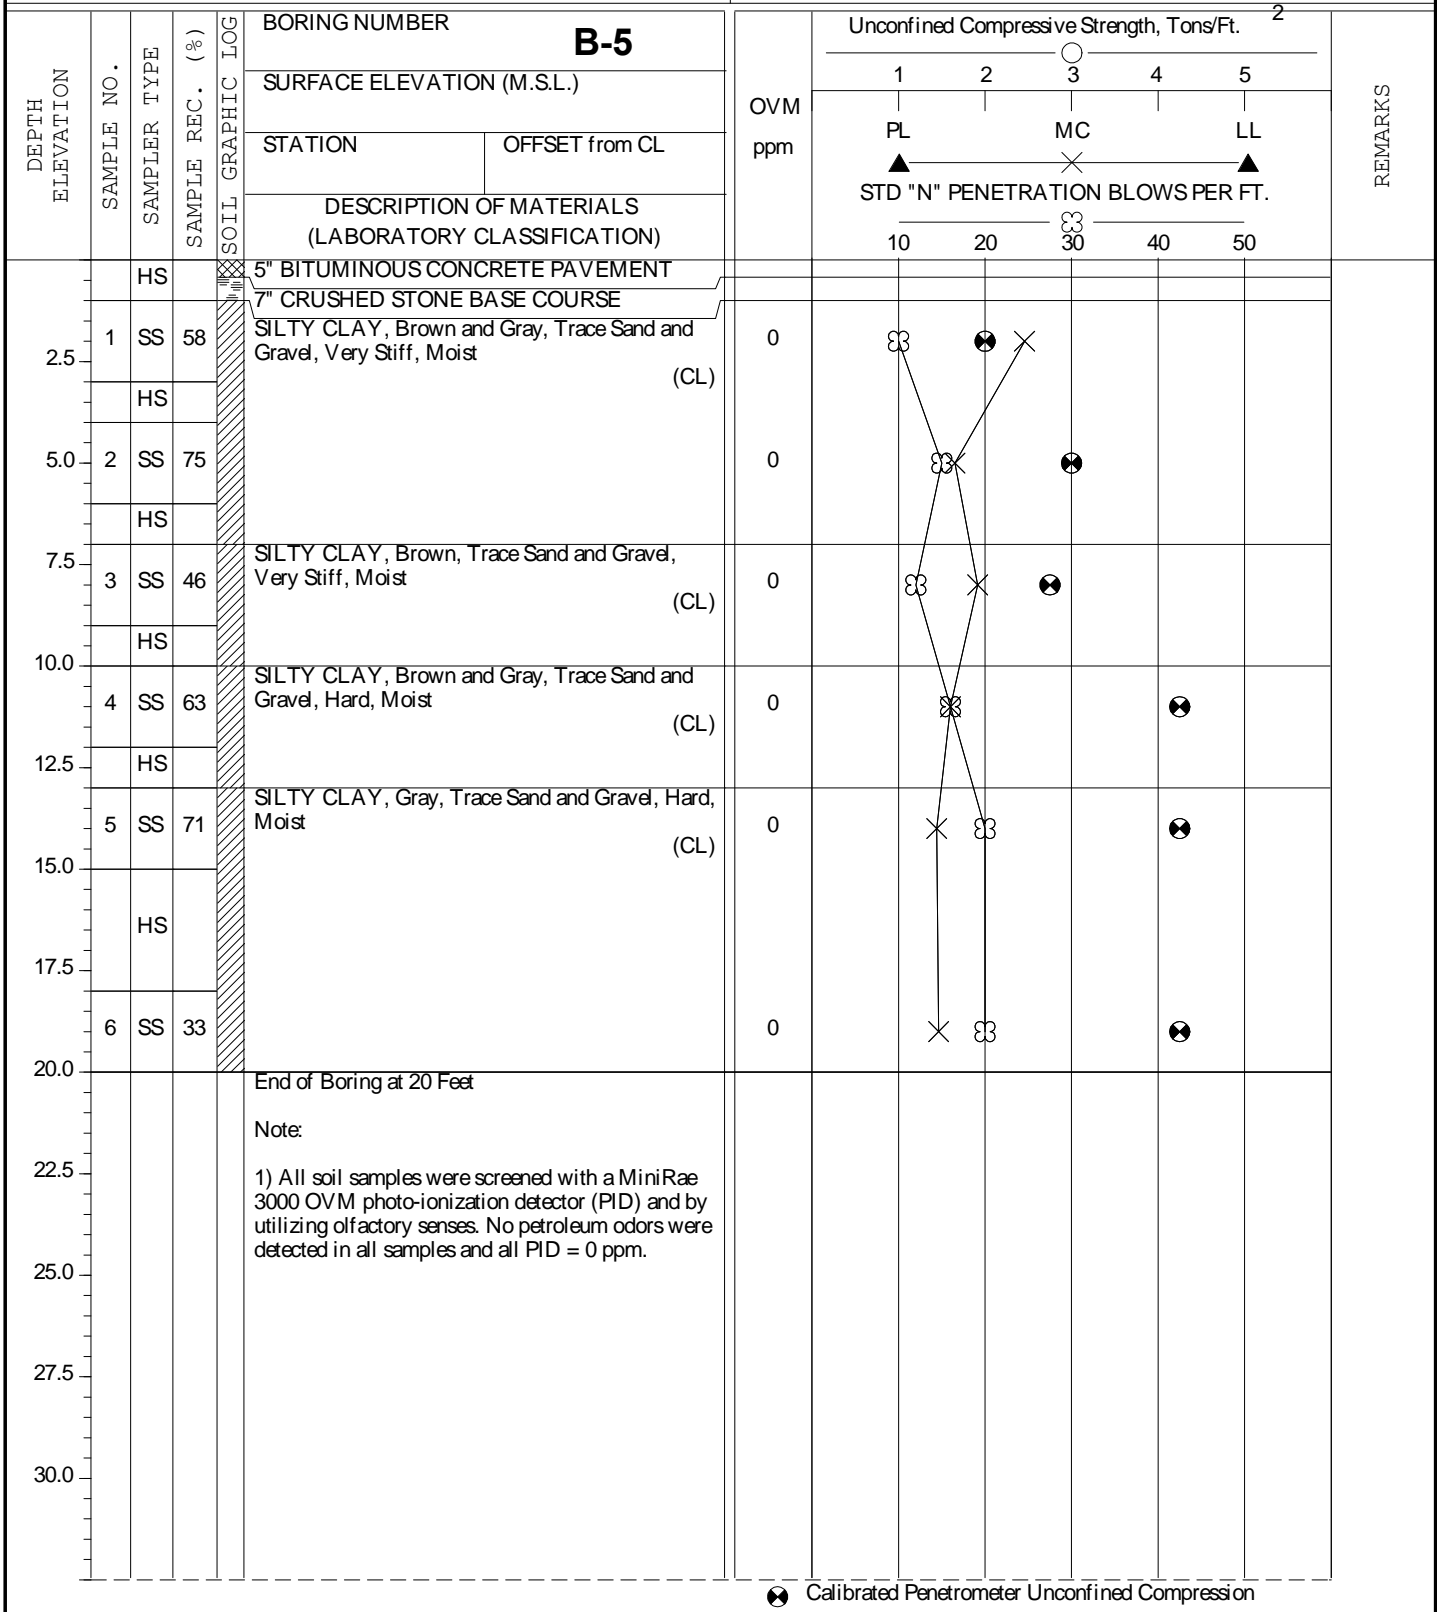 DEPTH
ELEVATION
SAMPLE NO.
SAMPLER TYPE
SAMPLE REC. (%)
SOIL GRAPHIC LOG
BORING NUMBER
B-5
SURFACE ELEVATION (M.S.L.)
STATION
OFFSET from CL
DESCRIPTION OF MATERIALS
(LABORATORY CLASSIFICATION)
OVM
ppm
Unconfined Compressive Strength, Tons/Ft. 2
1 2 3 4 5
PL MC LL
STD "N" PENETRATION BLOWS PER FT.
10 20 30 40 50
REMARKS
HS
5" BITUMINOUS CONCRETE PAVEMENT
7" CRUSHED STONE BASE COURSE
1 SS 58
SILTY CLAY, Brown and Gray, Trace Sand and
Gravel, Very Stiff, Moist
(CL)
0
2.5
HS
5.0 2 SS 75 0
HS
7.5
SILTY CLAY, Brown, Trace Sand and Gravel,
Very Stiff, Moist
(CL)
3 SS 46 0
HS
10.0
SILTY CLAY, Brown and Gray, Trace Sand and
Gravel, Hard, Moist
(CL)
4 SS 63 0
12.5 HS
SILTY CLAY, Gray, Trace Sand and Gravel, Hard,
Moist
(CL)
5 SS 71 0
15.0
HS
17.5
6 SS 33 0
20.0
End of Boring at 20 Feet
Note:
22.5
1) All soil samples were screened with a MiniRae
3000 OVM photo-ionization detector (PID) and by
utilizing olfactory senses. No petroleum odors were
detected in all samples and all PID = 0 ppm.
25.0
27.5
30.0
Calibrated Penetrometer Unconfined Compression